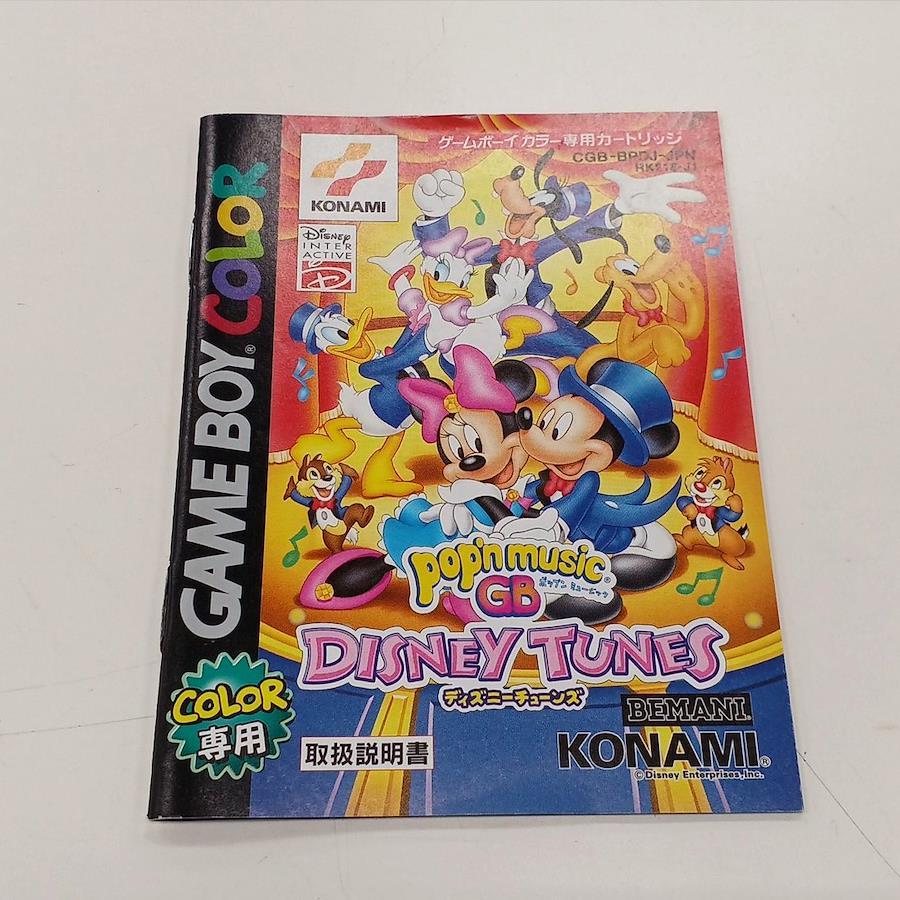 GAME BOY® COLOR
COLOR
専用
KONAMI
Disney
INTER
ACTIVE
D
ゲームボーイ カラー専用カートリッジ
CGB-BPDJ-JPN
pop'n music®
GB
ポップン ミュージック
DISNEY TUNES
ディズニーチューンズ
取扱説明書
BEMANI
KONAMI®
©Disney Enterprises,Inc.